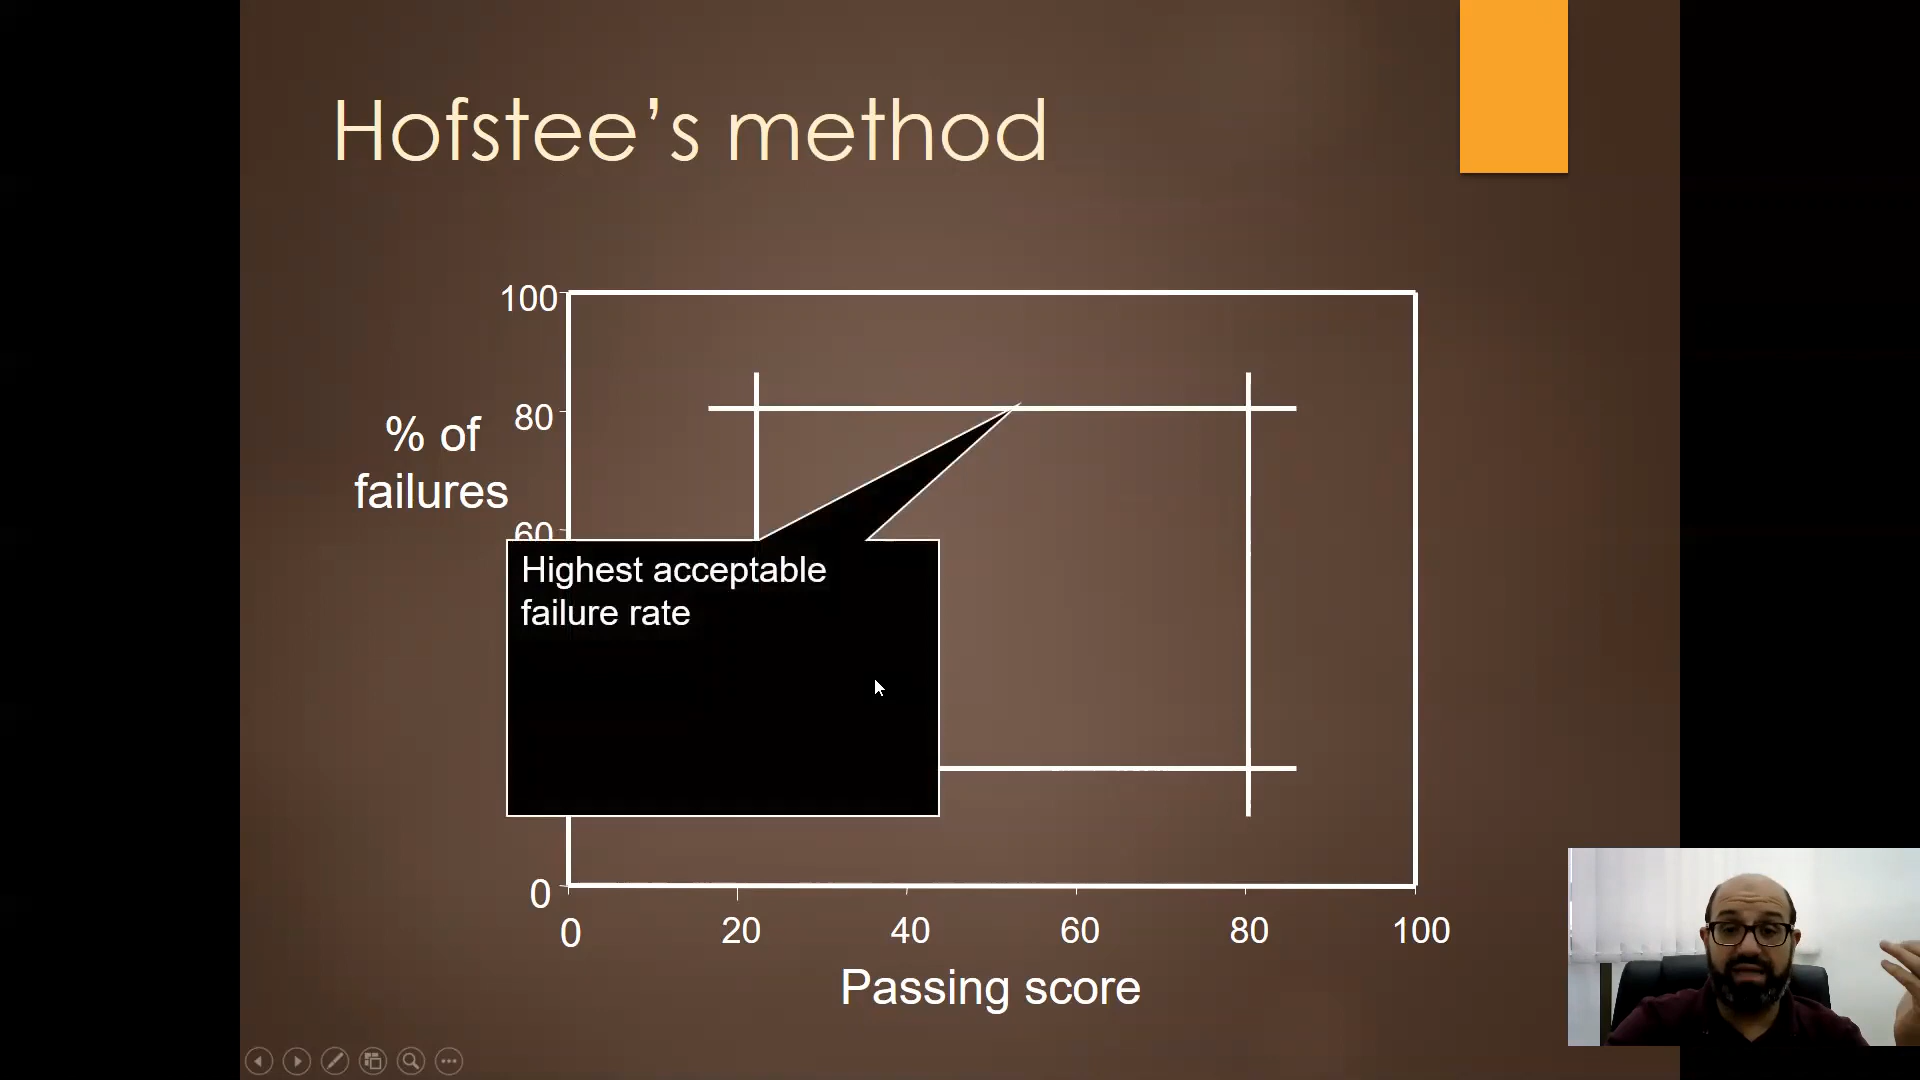 Hofstee’s method
100
80
% of
failures
60
Highest acceptable
failure rate
0
0 20 40 60 80 100
Passing score